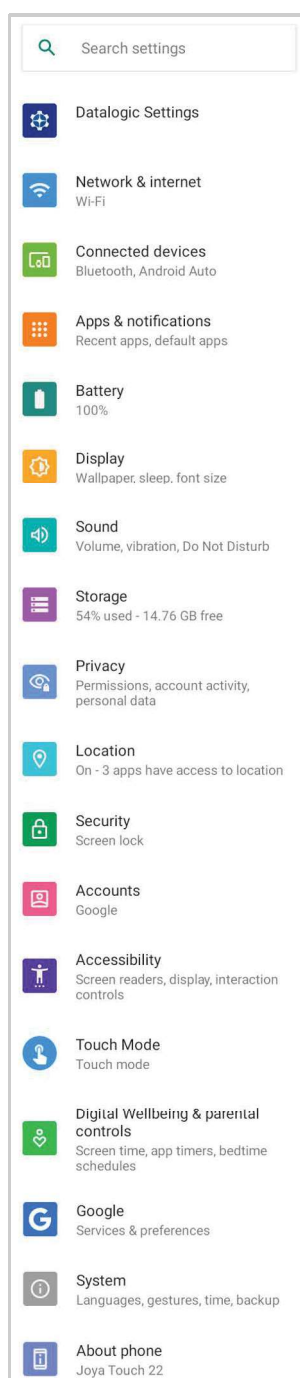 Search settings
Datalogic Settings
Network & internet
Wi-Fi
Connected devices
Bluetooth, Android Auto
Apps & notifications
Recent apps, default apps
Battery
100%
Display
Wallpaper, sleep, font size
Sound
Volume, vibration, Do Not Disturb
Storage
54% used - 14.76 GB free
Privacy
Permissions, account activity,
personal data
Location
On - 3 apps have access to location
Security
Screen lock
Accounts
Google
Accessibility
Screen readers, display, interaction
controls
Touch Mode
Touch mode
Digital Wellbeing & parental
controls
Screen time, app timers, bedtime
schedules
Google
Services & preferences
System
Languages, gestures, time, backup
About phone
Joya Touch 22